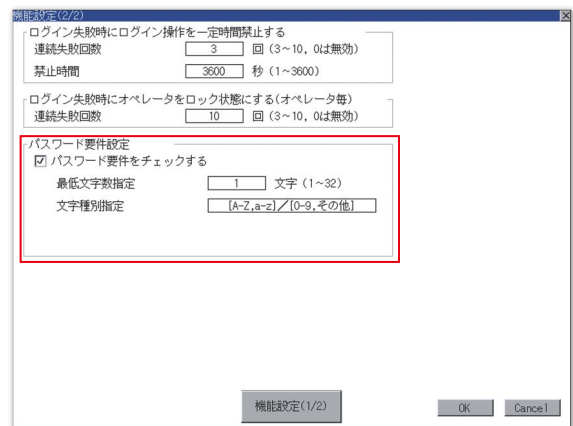 機能設定(2/2)
ログイン失敗時にログイン操作を一定時間禁止する
連続失敗回数 3 回 (3~10, 0は無効)
禁止時間 3600 秒 (1~3600)
ログイン失敗時にオペレータをロック状態にする(オペレータ毎)
連続失敗回数 10 回 (3~10, 0は無効)
パスワード要件設定
パスワード要件をチェックする
最低文字数指定 1 文字 (1~32)
文字種別指定 [A-Z,a-z]/[0-9,その他]
機能設定(1/2) OK Cancel